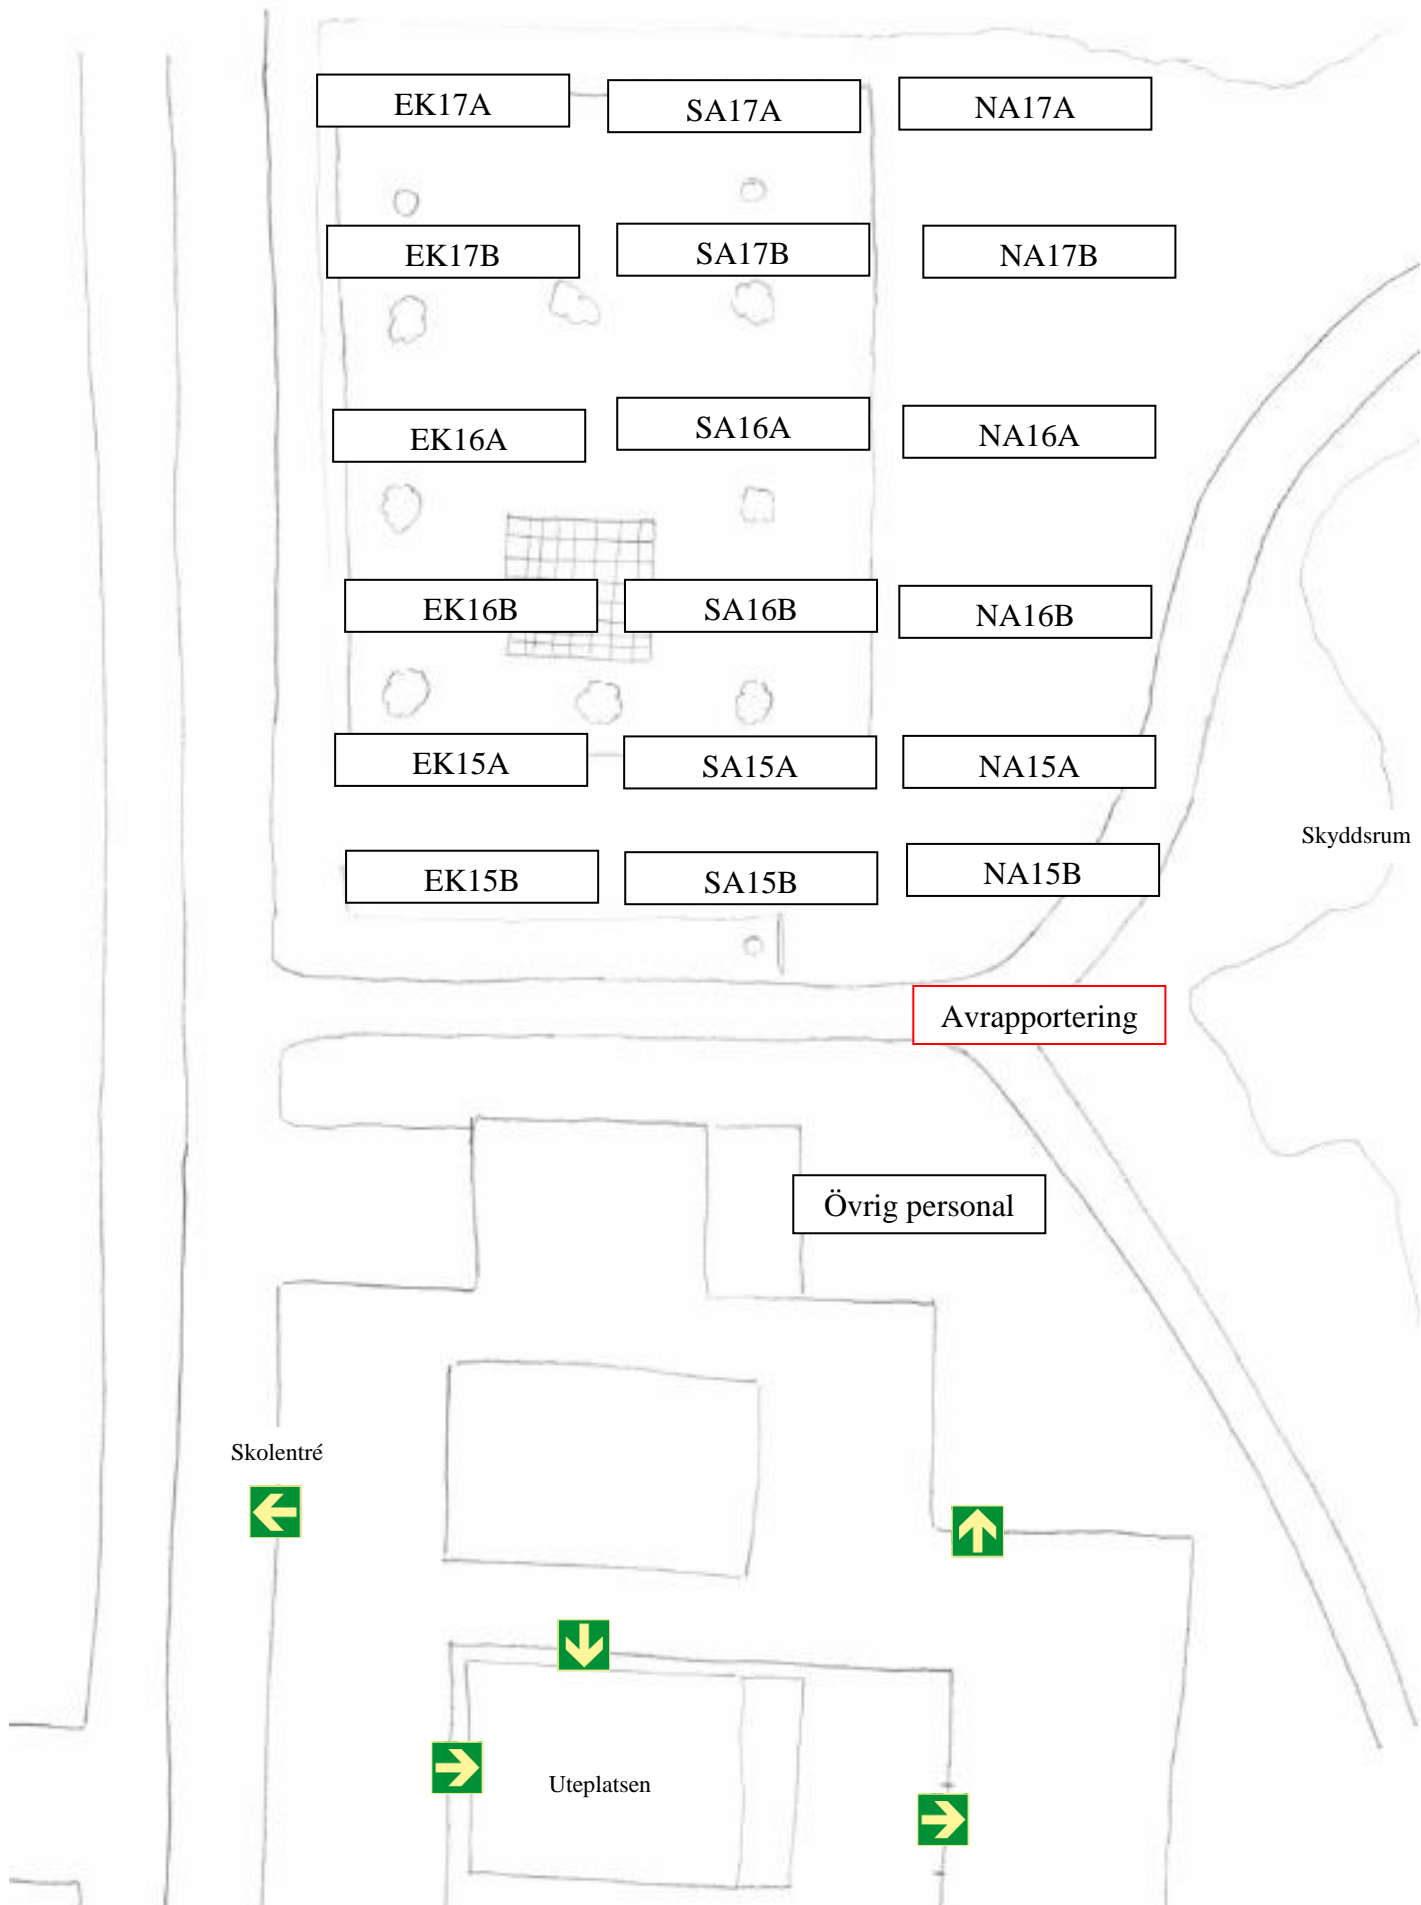 EK17A
SA17A
NA17A
EK17B
SA17B
NA17B
EK16A
SA16A
NA16A
EK16B
SA16B
NA16B
EK15A
SA15A
NA15A
Skyddsrum
EK15B
SA15B
NA15B
Avrapportering
Övrig personal
Skolentré
Uteplatsen